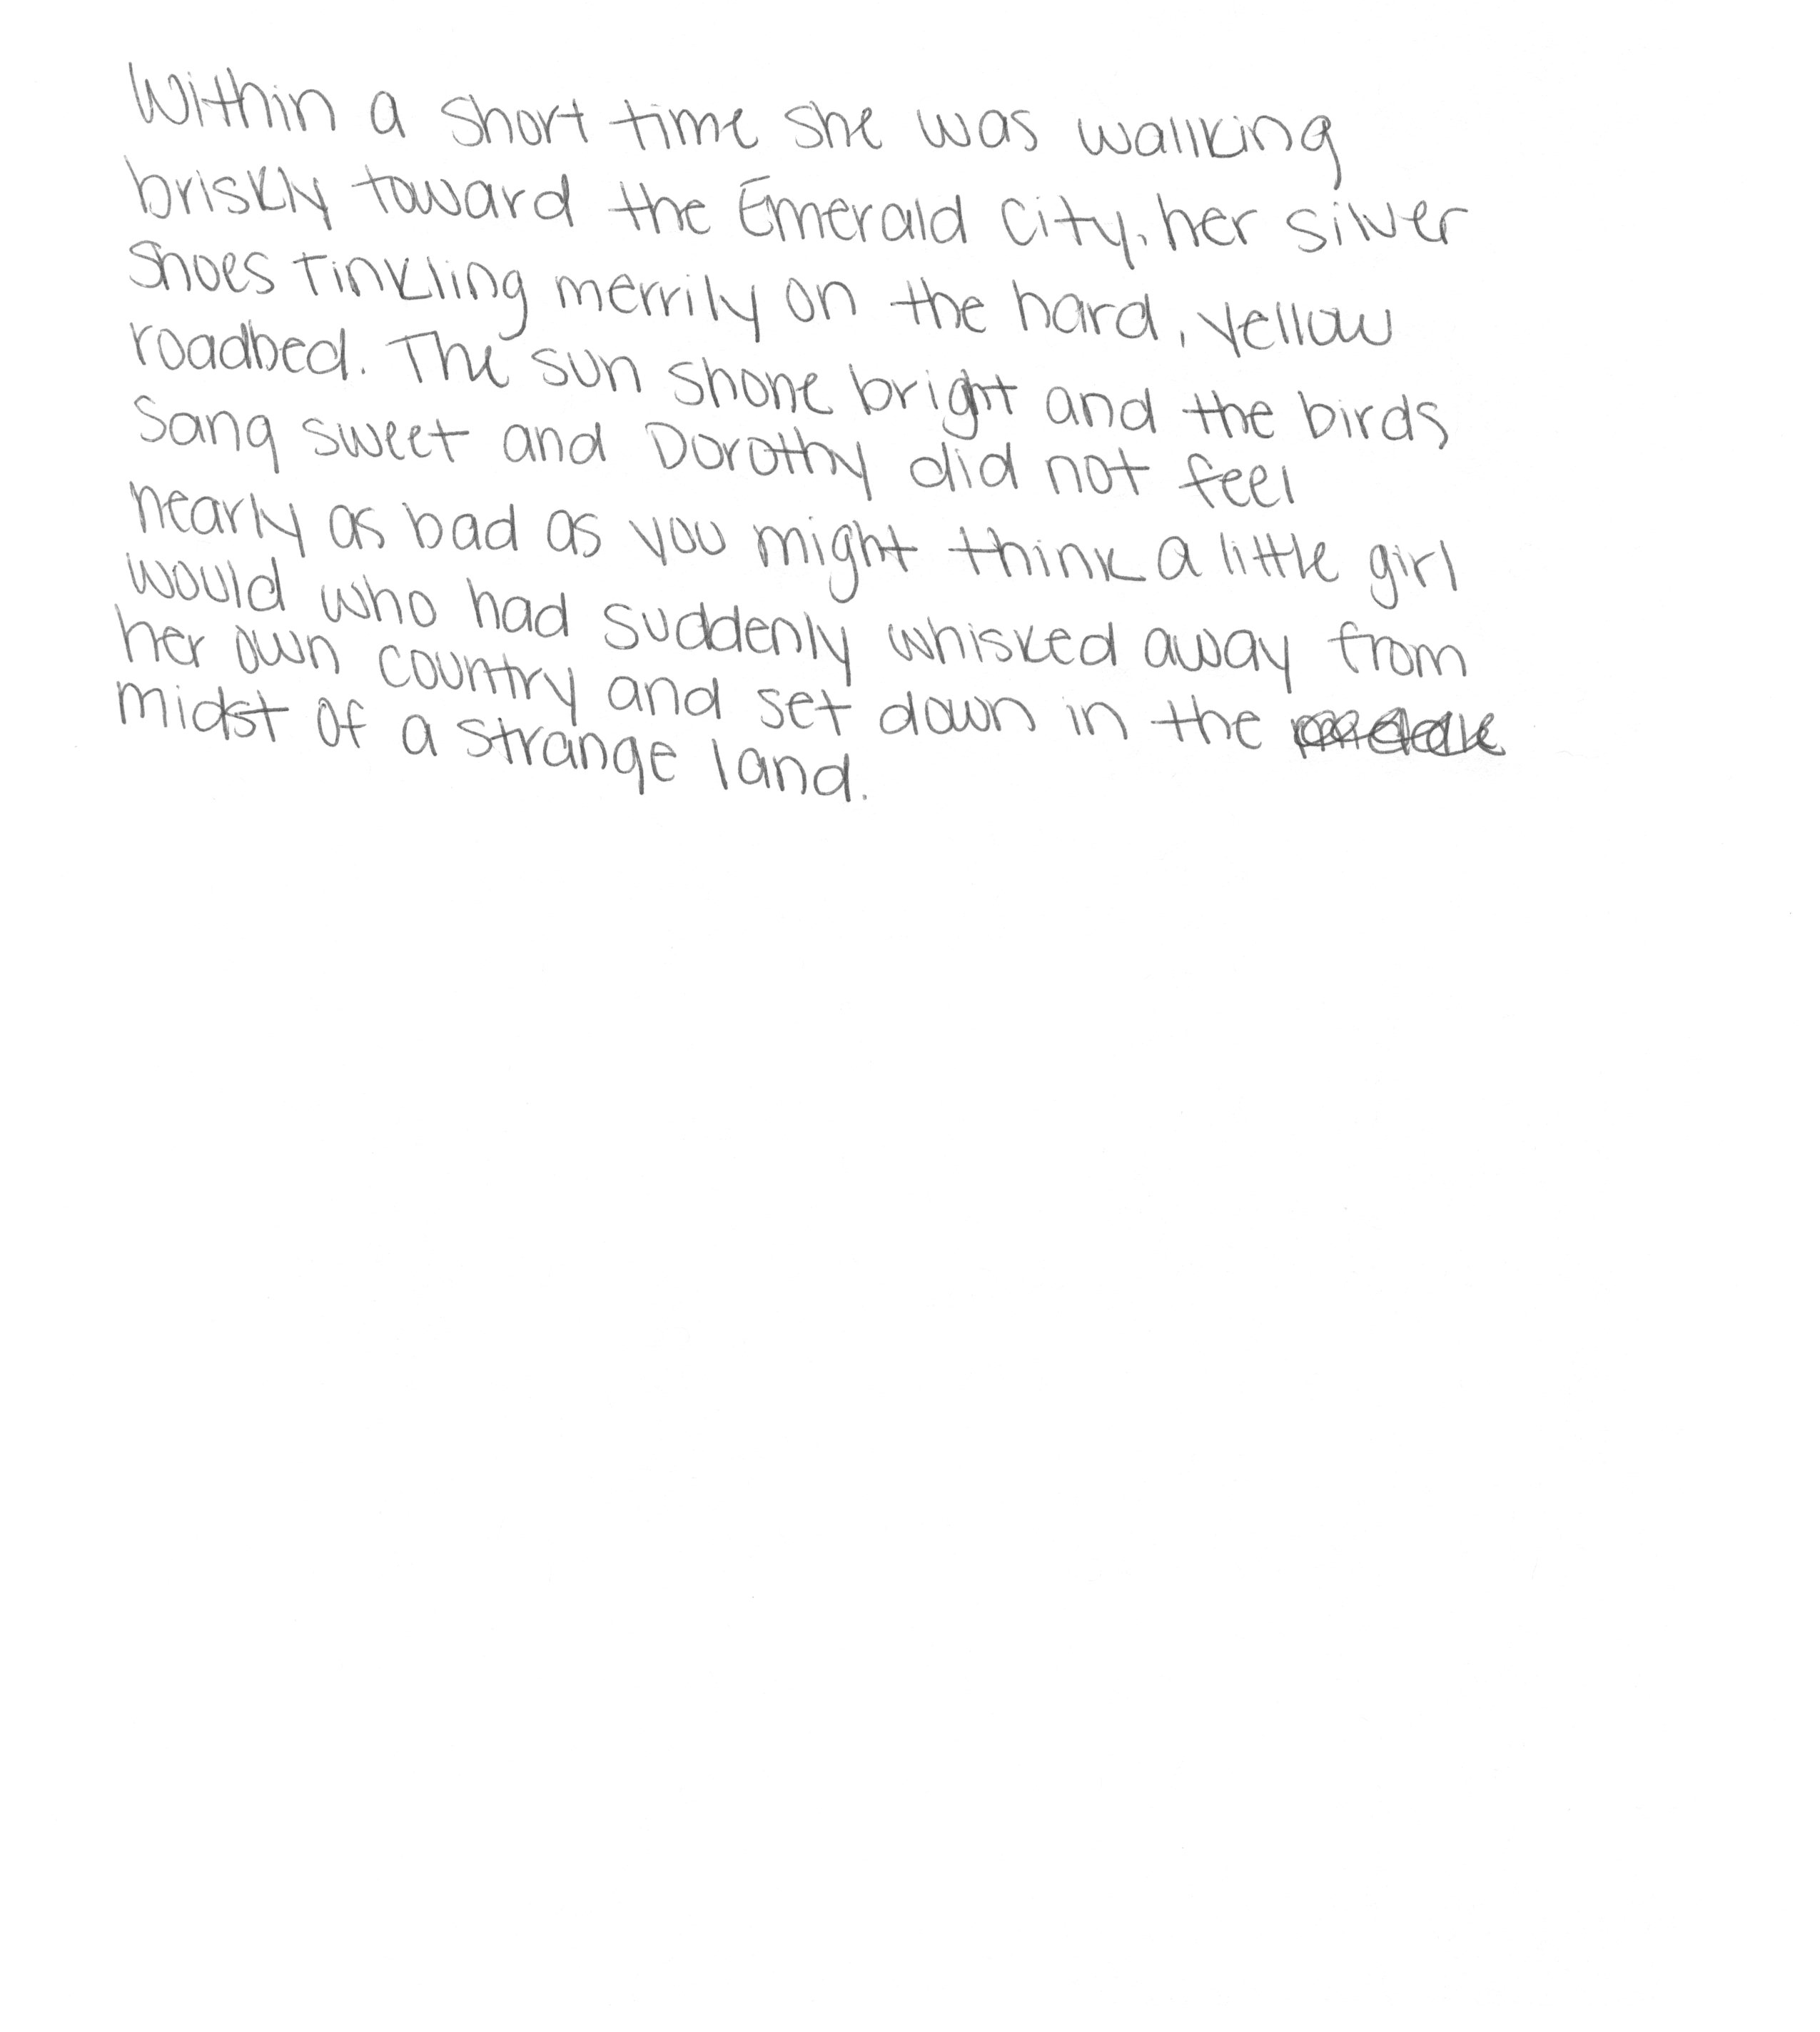 Within a short time she was wallking
briskly toward the Emerald City, her silver
shoes tinkling merrily on the hard, yellow
roadbed. The sun shone bright and the birds
sang sweet and Dorothy did not feel
nearly as bad as you might think a little girl
would who had suddenly whisked away from
her own country and set down in the
midst of a strange land.